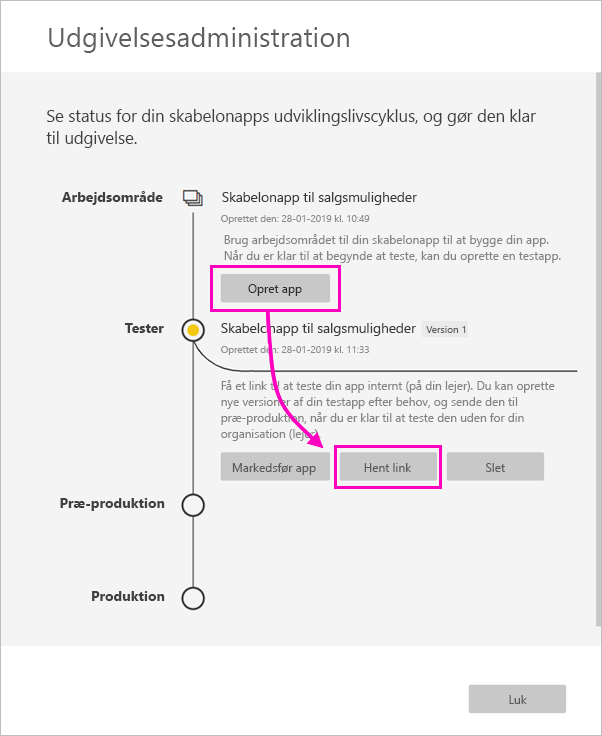 Udgivelsesadministration
Se status for din skabelonapps udviklingslivscyklus, og gør den klar
til udgivelse.
Arbejdsområde
Skabelonapp til salgsmuligheder
Oprettet den: 28-01-2019 kl. 10:49
Brug arbejdsområdet til din skabelonapp til at bygge din app.
Når du er klar til at begynde at teste, kan du oprette en testapp.
Opret app
Tester
Skabelonapp til salgsmuligheder Version 1
Oprettet den: 28-01-2019 kl. 11:33
Få et link til at teste din app internt (på din lejer). Du kan oprette
nye versioner af din testapp efter behov, og sende den til
præ-produktion, når du er klar til at teste den uden for din
organisation (lejer)
Markedsfør app Hent link Slet
Præ-produktion
Produktion
Luk